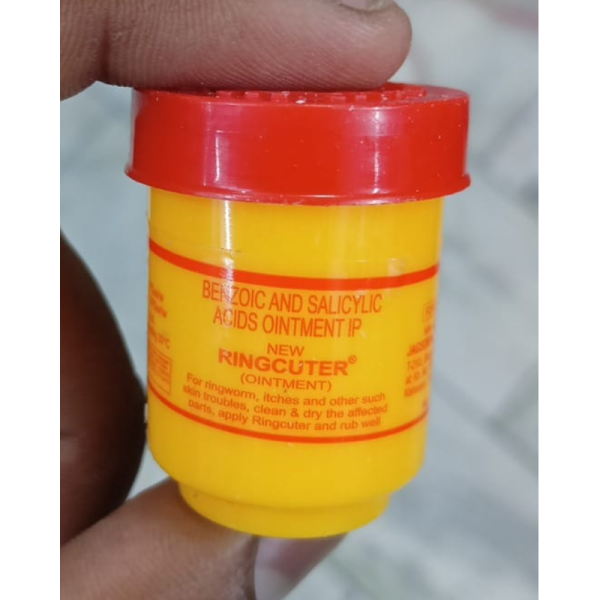 BENZOIC AND SALICYLIC
ACIDS OINTMENT IP
NEW
RINGCUTER®
(OINTMENT)
For ringworm, itches and other such
skin troubles, clean & dry the affected
parts, apply Ringcuter and rub well